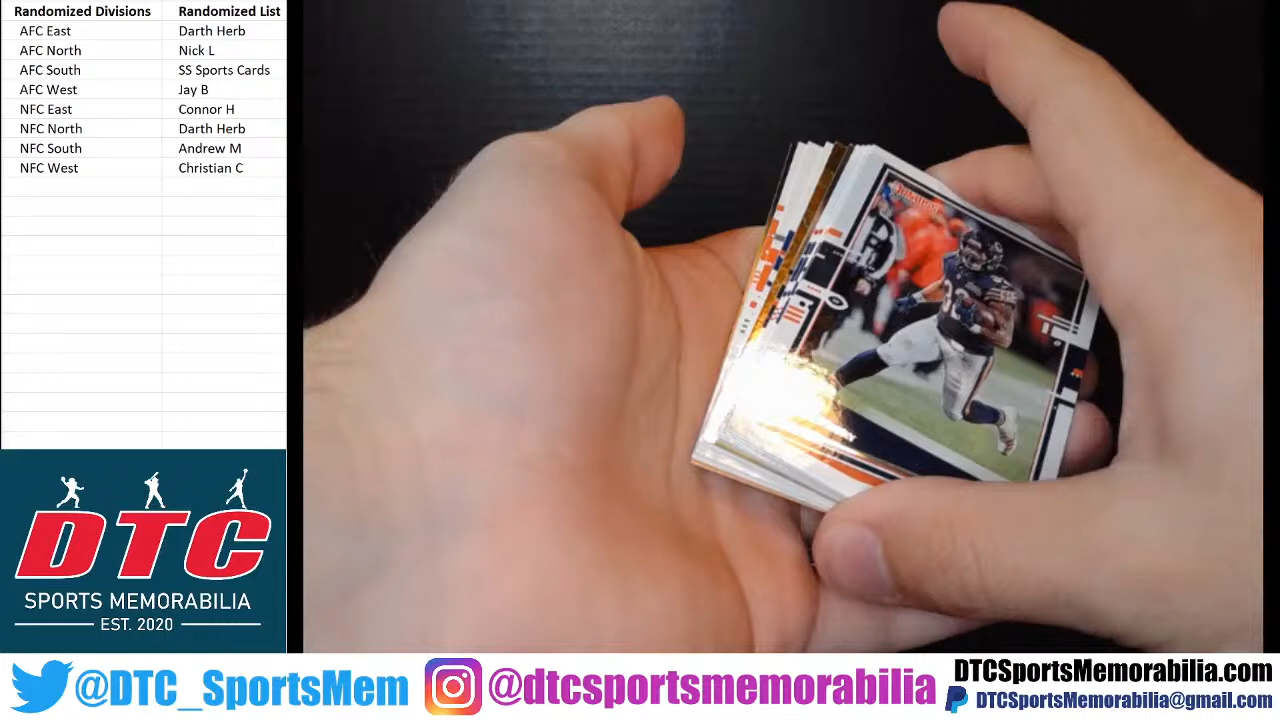 Randomized Divisions Randomized List
AFC East Darth Herb
AFC North Nick L
AFC South SS Sports Cards
AFC West Jay B
NFC East Connor H
NFC North Darth Herb
NFC South Andrew M
NFC West Christian C
DTC
SPORTS MEMORABILIA
EST. 2020
@DTC_SportsMem
@dtcsportsmemorabilia
DTCSportsMemorabilia.com
DTCSportsMemorabilia@gmail.com